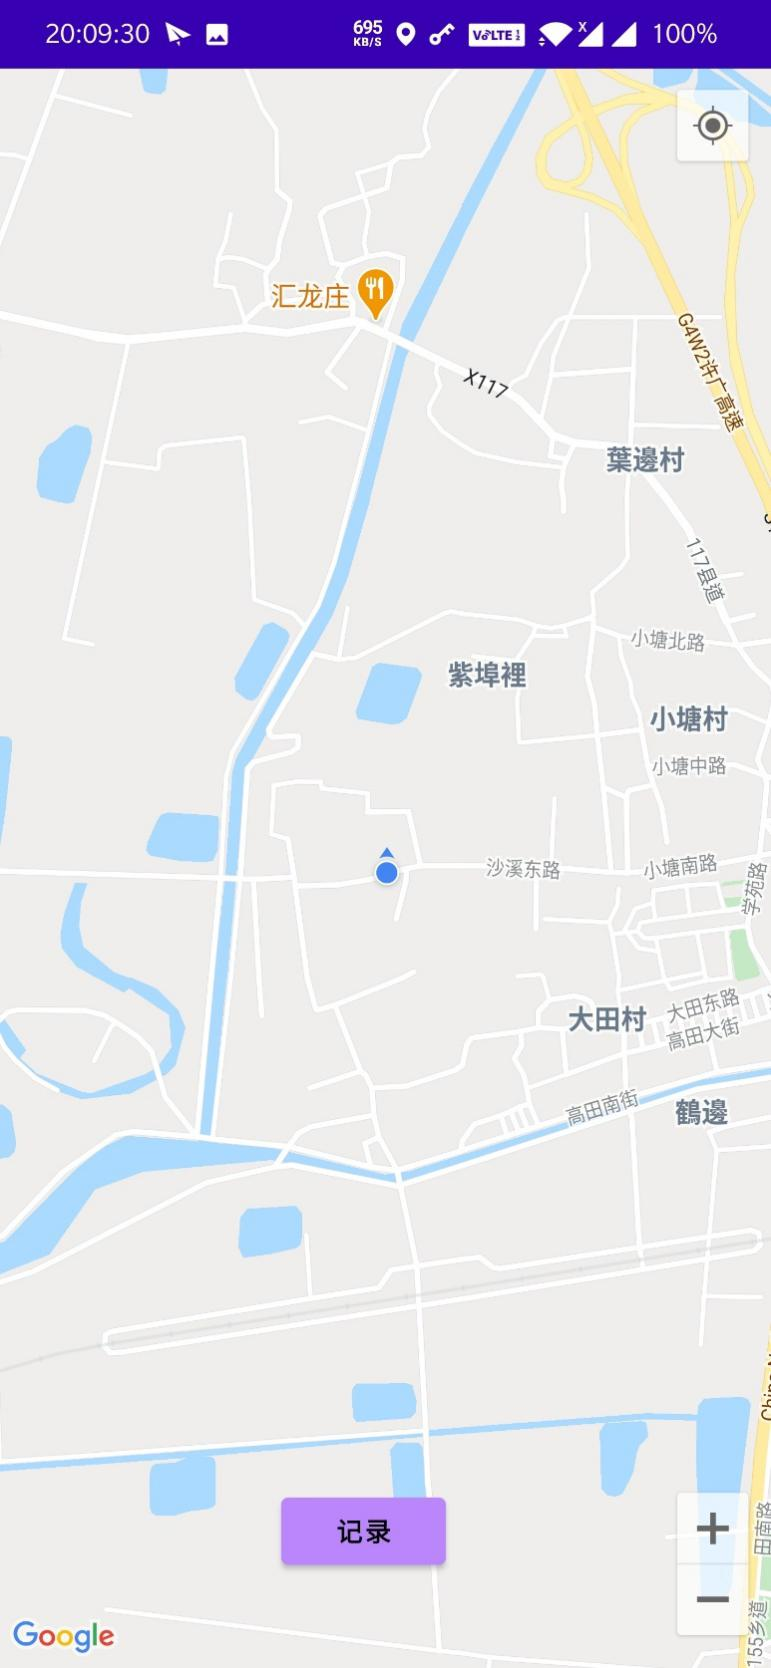 20:09:30
695
KB/S
VoLTE
100%
汇龙庄
X117
G4W2许广高速
葉邊村
117县道
小塘北路
紫埠裡
小塘村
小塘中路
沙溪东路
小塘南路
学苑路
大田村
大田东路
高田大街
高田南街
鶴邊
记录
田南路
155乡道
Google